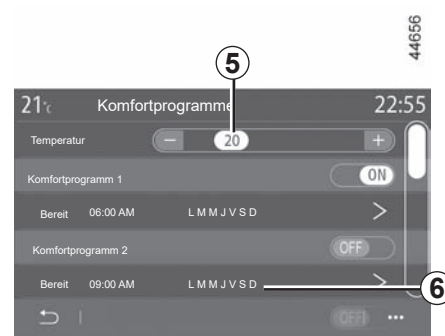 44656
5
21°c Komfortprogramme 22:55
Temperatur − 20 +
Komfortprogramm 1 ON
Bereit 06:00 AM L M M J V S D >
Komfortprogramm 2 OFF
Bereit 09:00 AM L M M J V S D >
6
OFF ...